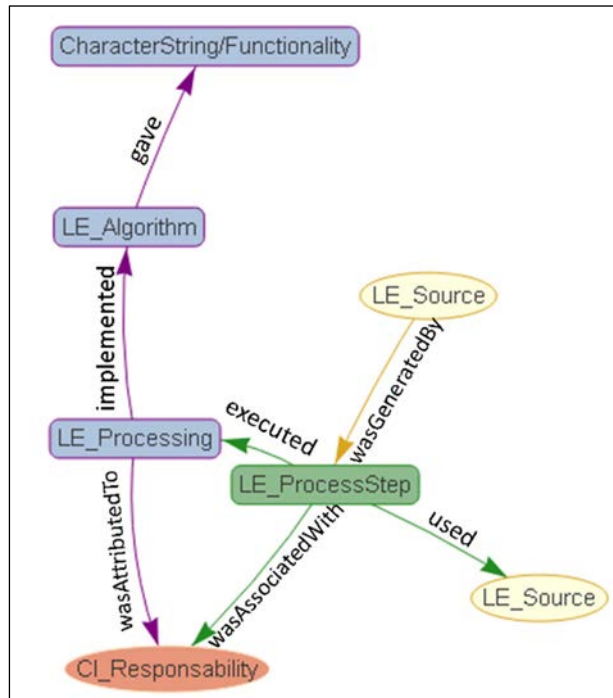 CharacterString/Functionality
gave
LE_Algorithm
LE_Source
implemented
wasGeneratedBy
executed
LE_Processing
LE_ProcessStep
wasAttributedTo
wasAssociatedWith
used
LE_Source
CI_Responsability